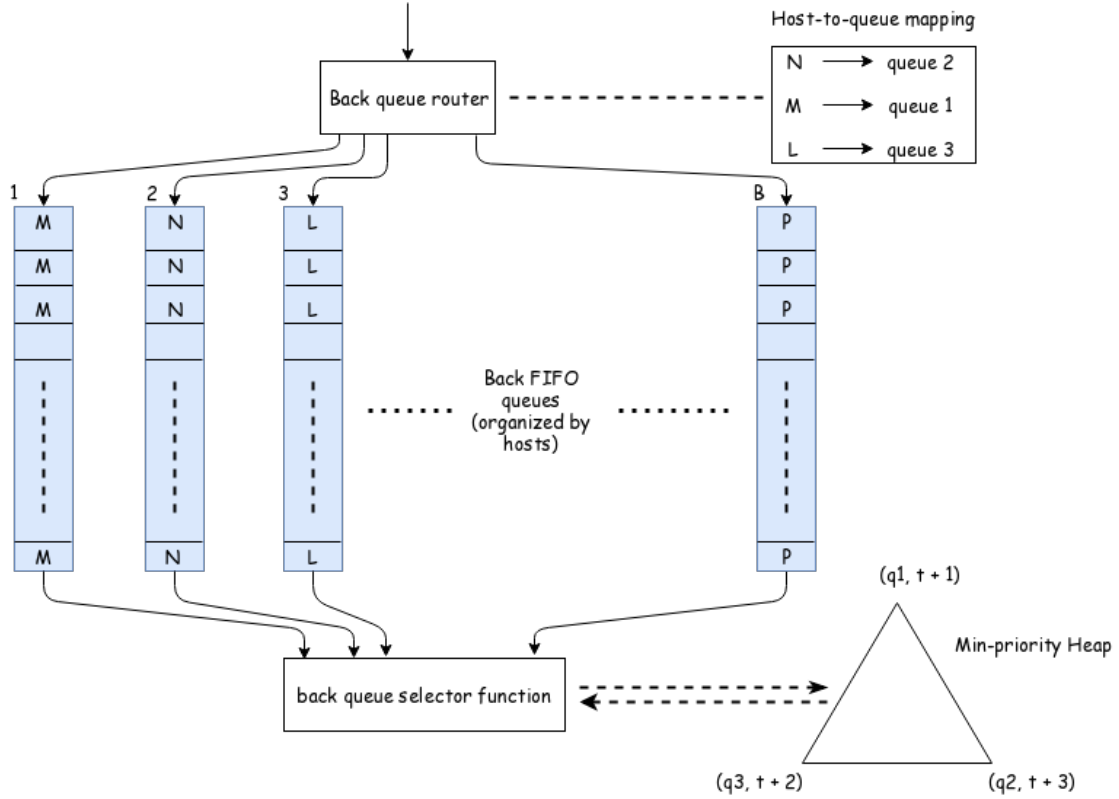 Host-to-queue mapping
Back queue router
N queue 2
M queue 1
L queue 3
1 2 3 B
M N L P
M N L P
M N L P
Back FIFO
queues
(organized by
hosts)
M N L P
(q1, t + 1)
Min-priority Heap
back queue selector function
(q3, t + 2) (q2, t + 3)